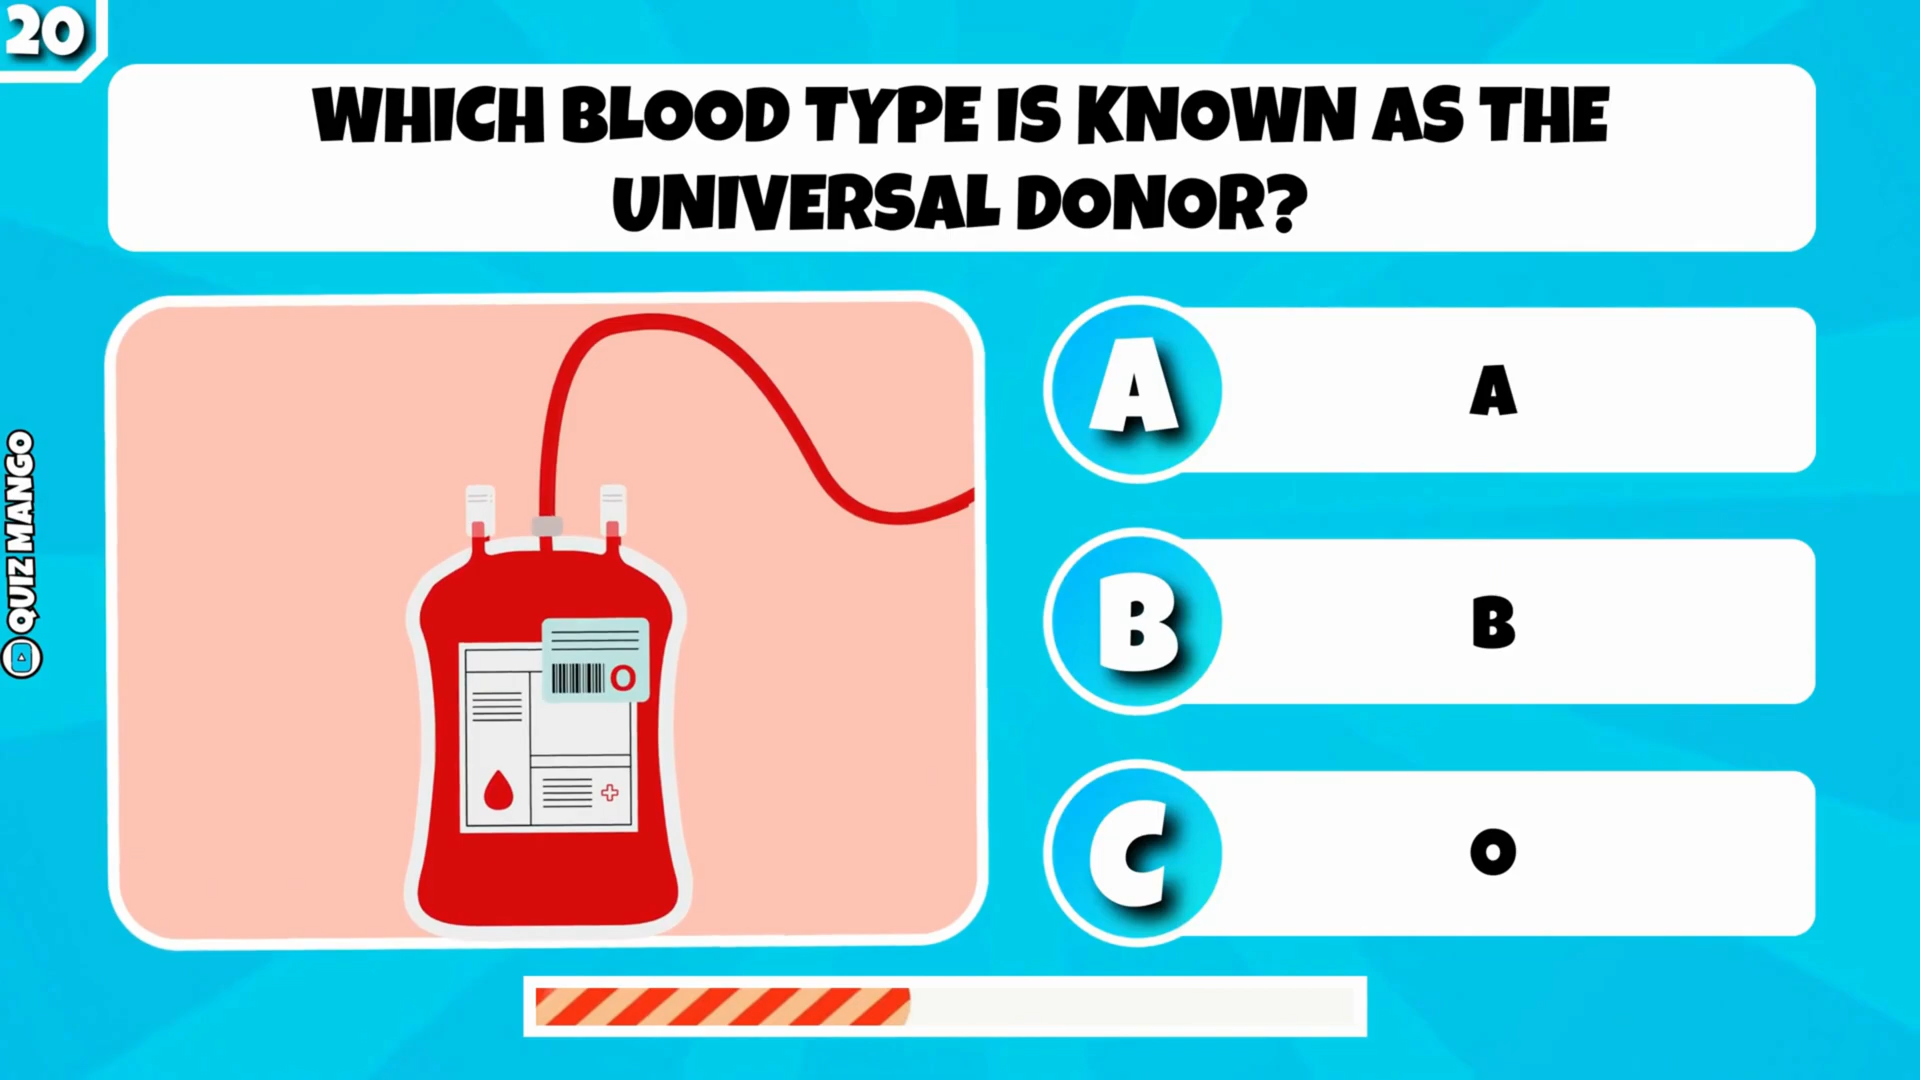 20
WHICH BLOOD TYPE IS KNOWN AS THE
UNIVERSAL DONOR?
QUIZ MANGO
O
A
A
B
B
C
O